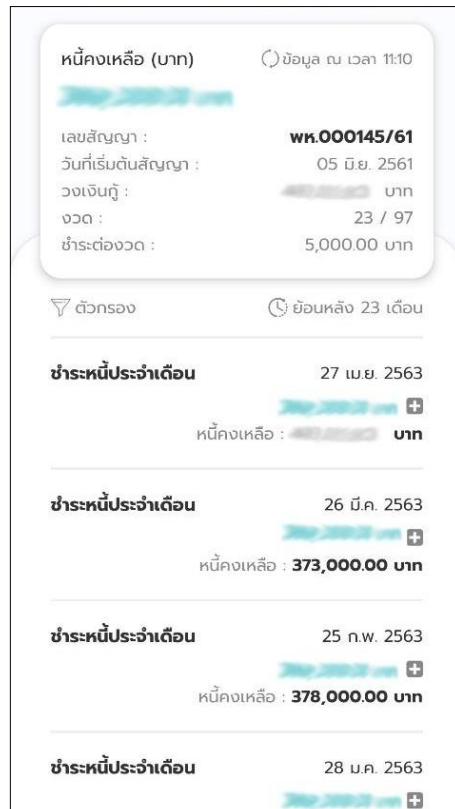 หนี้คงเหลือ (บาท) ข้อมูล ณ เวลา 11:10
เลขสัญญา : พห.000145/61
วันที่เริ่มต้นสัญญา : 05 มิ.ย. 2561
วงเงินกู้ : บาท
งวด : 23 / 97
ชำระต่องวด : 5,000.00 บาท
ตัวกรอง ย้อนหลัง 23 เดือน
ชำระหนี้ประจำเดือน 27 เม.ย. 2563
หนี้คงเหลือ : บาท
ชำระหนี้ประจำเดือน 26 มี.ค. 2563
หนี้คงเหลือ : 373,000.00 บาท
ชำระหนี้ประจำเดือน 25 ก.พ. 2563
หนี้คงเหลือ : 378,000.00 บาท
ชำระหนี้ประจำเดือน 28 ม.ค. 2563